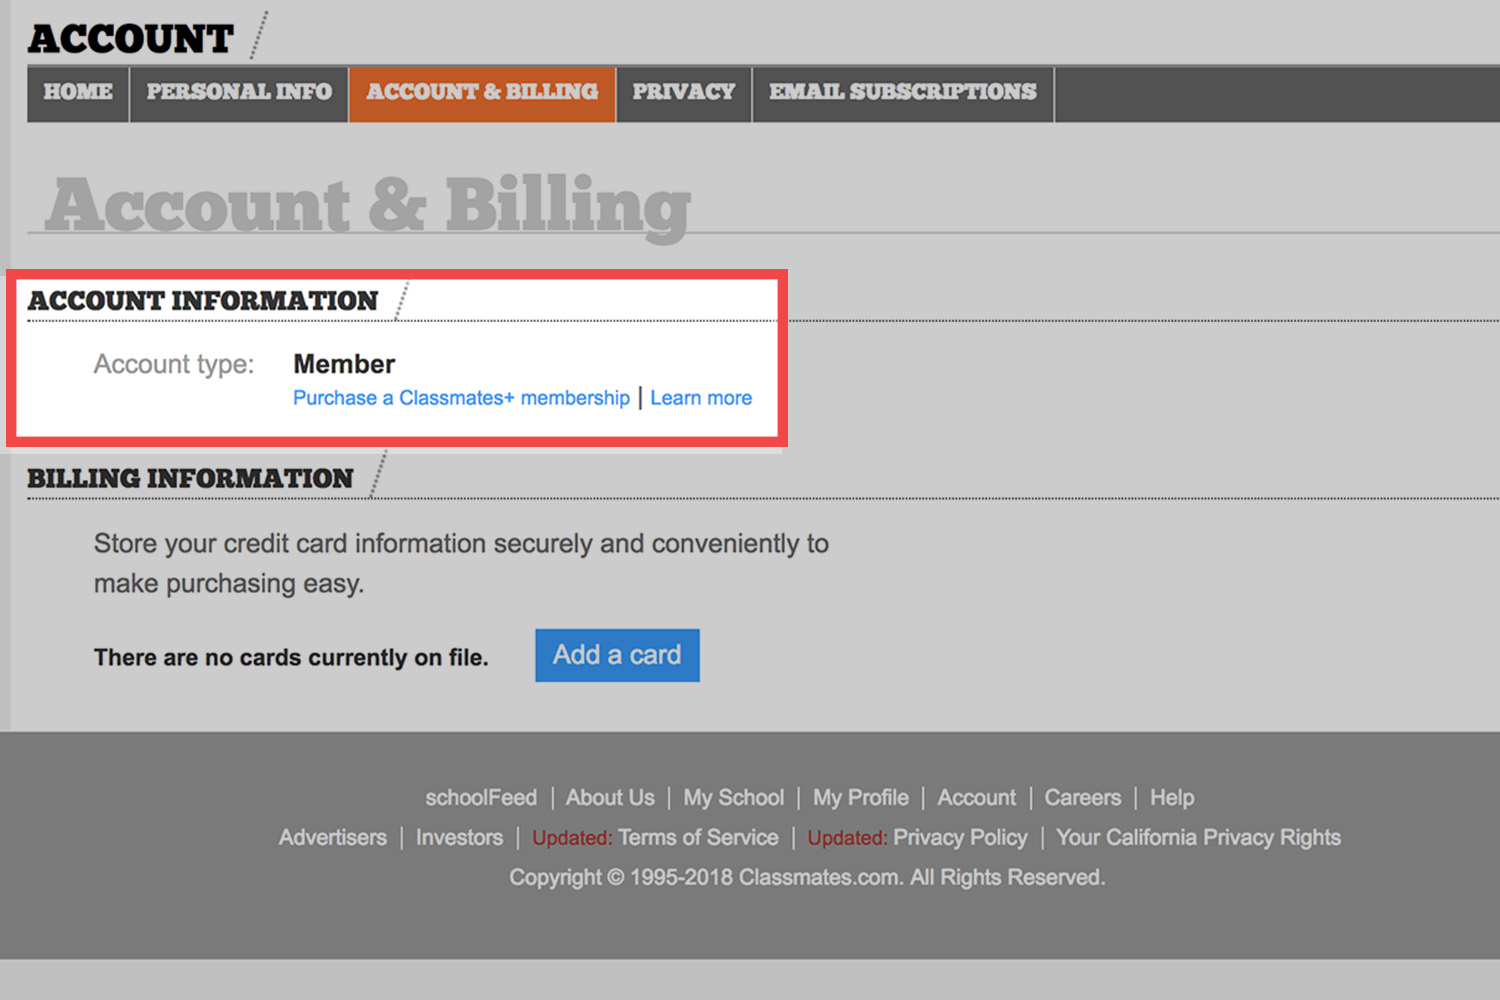 ACCOUNT
HOME PERSONAL INFO ACCOUNT & BILLING PRIVACY EMAIL SUBSCRIPTIONS
Account & Billing
ACCOUNT INFORMATION
Account type: Member
Purchase a Classmates+ membership | Learn more
BILLING INFORMATION
Store your credit card information securely and conveniently to
make purchasing easy.
There are no cards currently on file. Add a card
schoolFeed | About Us | My School | My Profile | Account | Careers | Help
Advertisers | Investors | Updated: Terms of Service | Updated: Privacy Policy | Your California Privacy Rights
Copyright © 1995-2018 Classmates.com. All Rights Reserved.